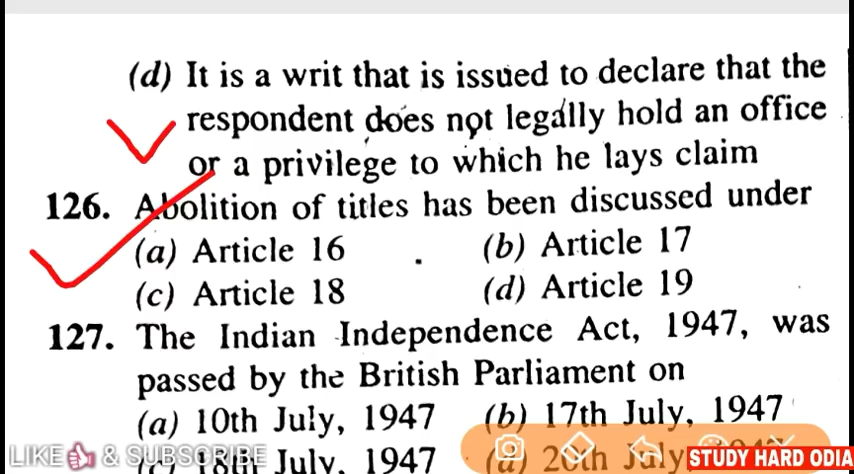 (d) It is a writ that is issued to declare that the
respondent does not legally hold an office
or a privilege to which he lays claim
126. Abolition of titles has been discussed under
(a) Article 16 (b) Article 17
(c) Article 18 (d) Article 19
127. The Indian Independence Act, 1947, was
passed by the British Parliament on
(a) 10th July, 1947 (b) 17th July, 1947
(c) 18th July, 1947 (d) 20th July
LIKE & SUBSCRIBE
STUDY HARD ODIA